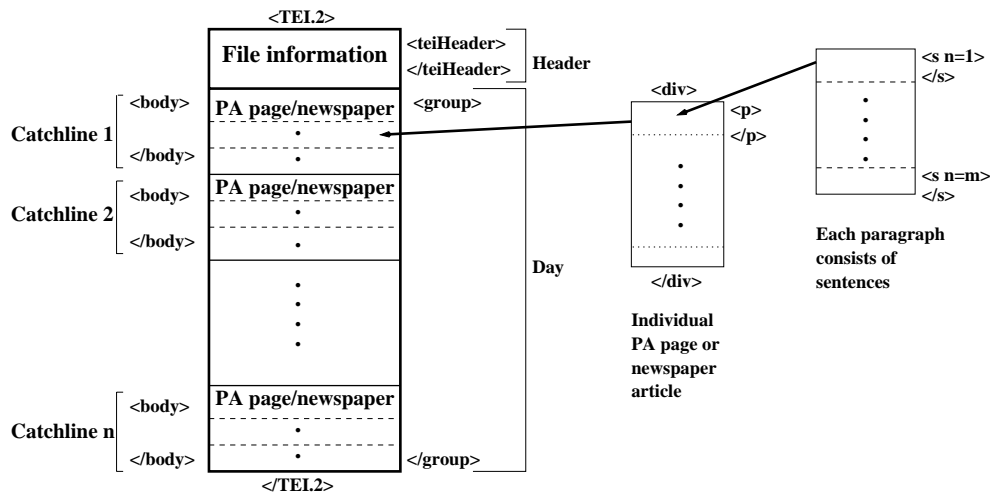 <TEI.2>
File information
<teiHeader>
</teiHeader>
Header
Catchline 1
<body>
</body>
PA page/newspaper
<group>
Catchline 2
<body>
</body>
PA page/newspaper
Day
Catchline n
<body>
</body>
PA page/newspaper
</group>
</TEI.2>
<div>
<p>
</p>
</div>
Individual
PA page or
newspaper
article
<s n=1>
</s>
<s n=m>
</s>
Each paragraph
consists of
sentences